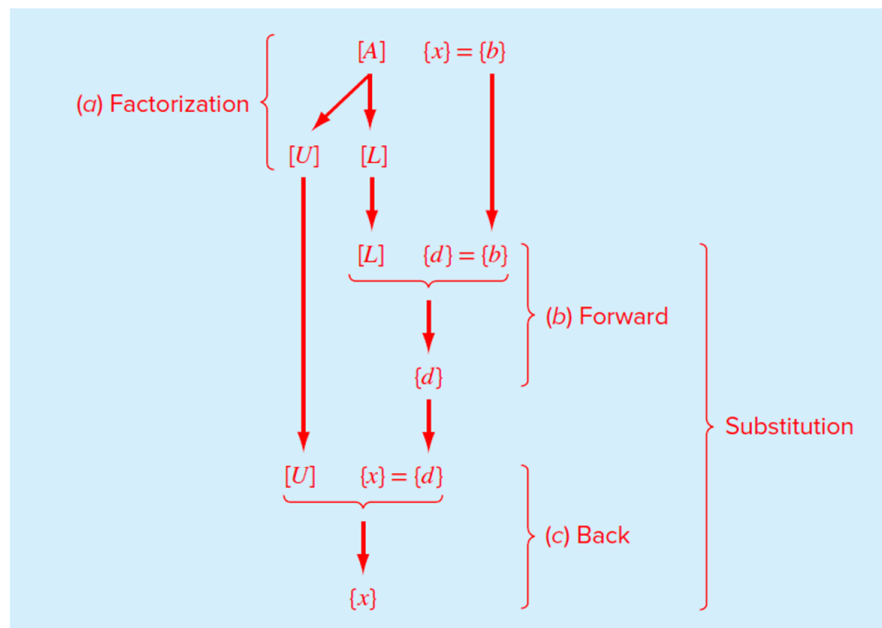 [A] {x} = {b}
(a) Factorization
[U] [L]
[L] {d} = {b}
(b) Forward
{d}
Substitution
[U] {x} = {d}
(c) Back
{x}